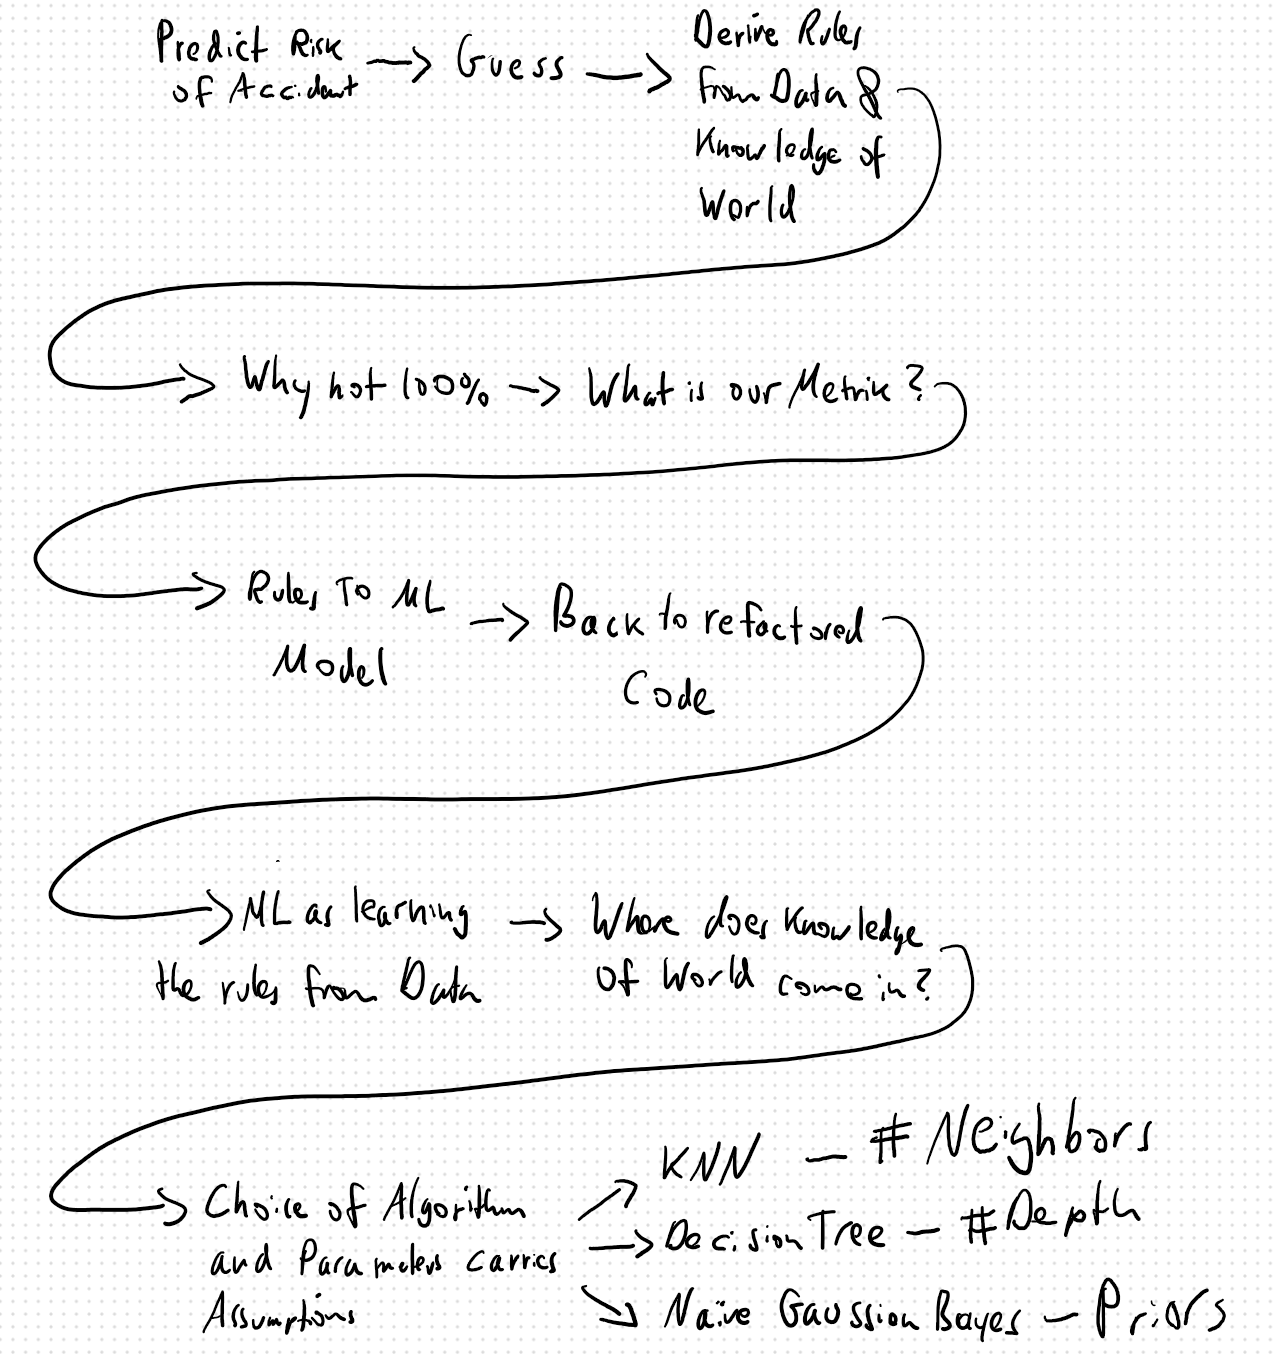 Predict Risk
of Accident
Guess
Derive Rules
from Data &
Knowledge of
World
Why not 100%
What is our Metrik?
Rules To ML
Model
Back to refactored
Code
ML as learning
the rules from Data
Where does Knowledge
of World come in?
Choice of Algorithm
and Parameters carries
Assumptions
KNN – # Neighbors
Decision Tree – # Depth
Naive Gaussion Bayes – Priors